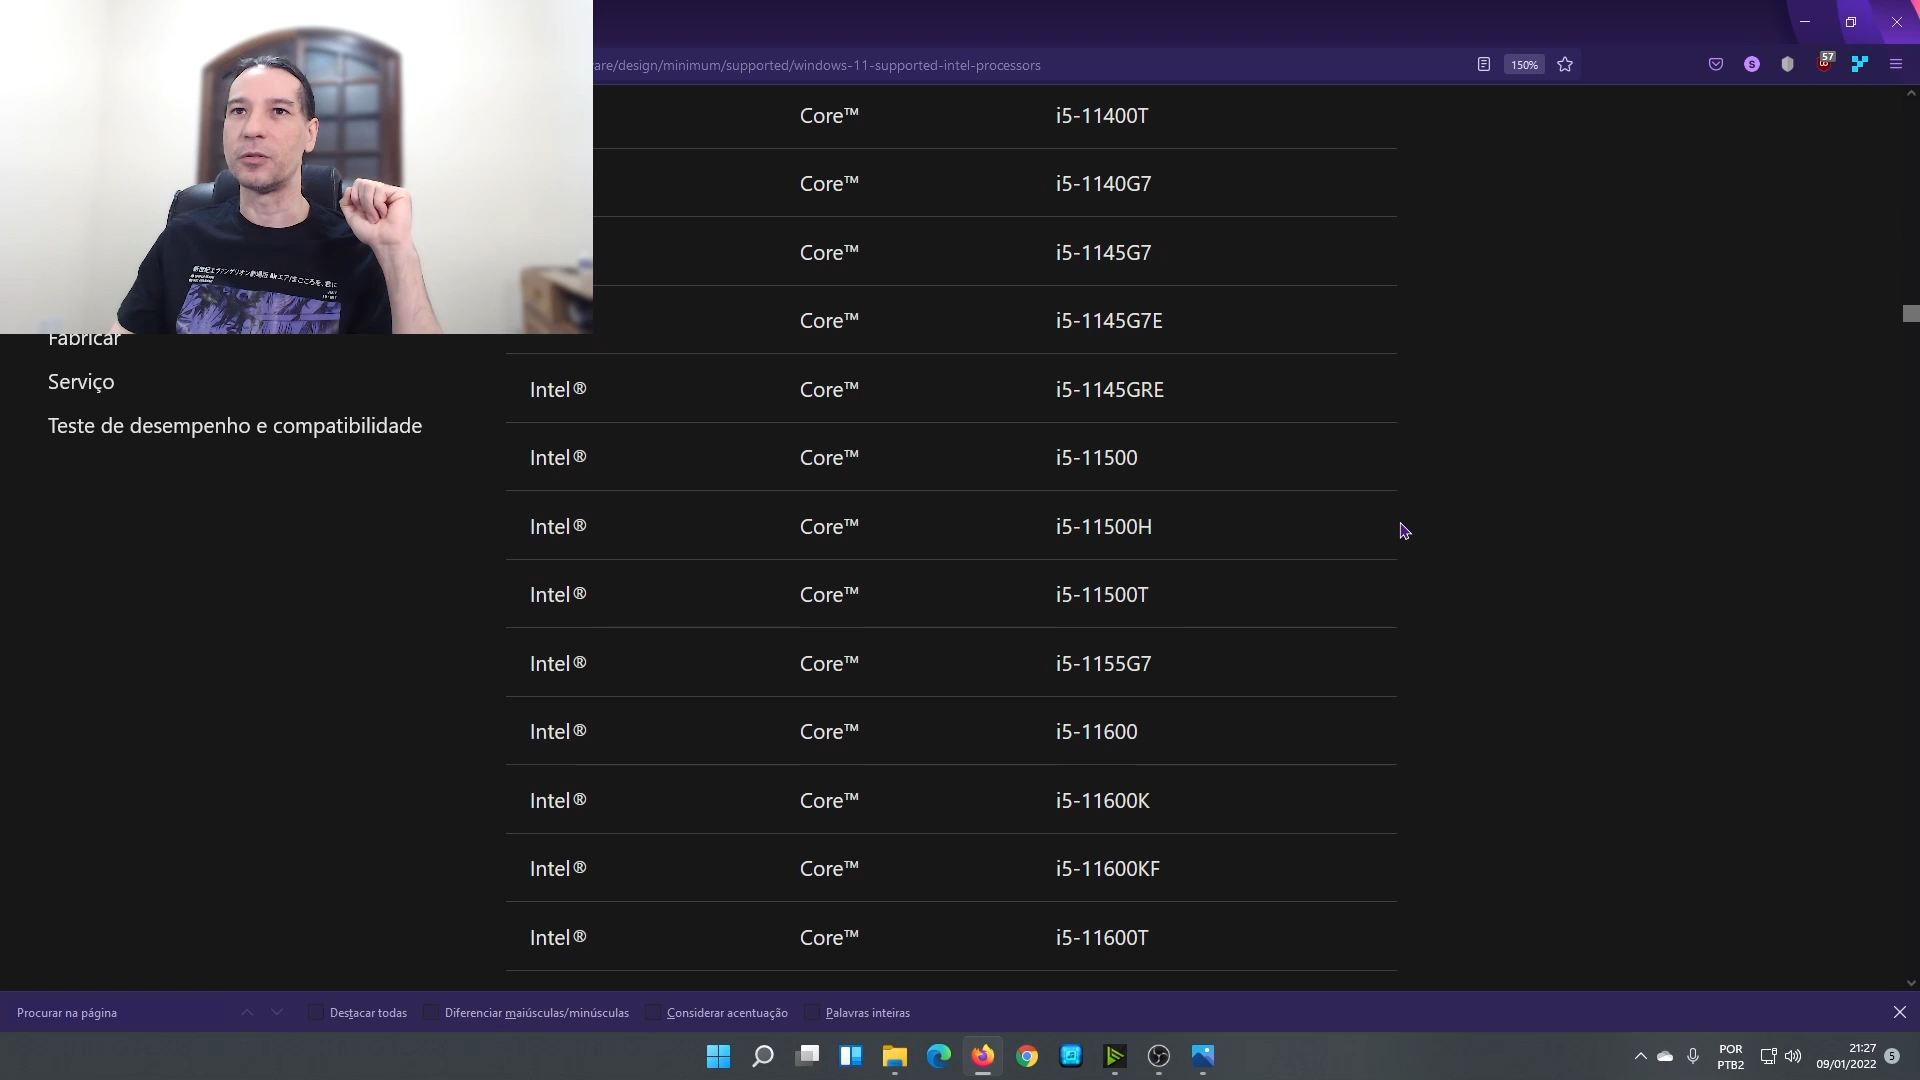 are/design/minimum/supported/windows-11-supported-intel-processors
150%
S
57
Core™ i5-11400T
Core™ i5-1140G7
Core™ i5-1145G7
Core™ i5-1145G7E
Intel® Core™ i5-1145GRE
Intel® Core™ i5-11500
Intel® Core™ i5-11500H
Intel® Core™ i5-11500T
Intel® Core™ i5-1155G7
Intel® Core™ i5-11600
Intel® Core™ i5-11600K
Intel® Core™ i5-11600KF
Intel® Core™ i5-11600T
Fabricar
Serviço
Teste de desempenho e compatibilidade
Procurar na página
Destacar todas
Diferenciar maiúsculas/minúsculas
Considerar acentuação
Palavras inteiras
POR
PTB2
21:27
09/01/2022
5